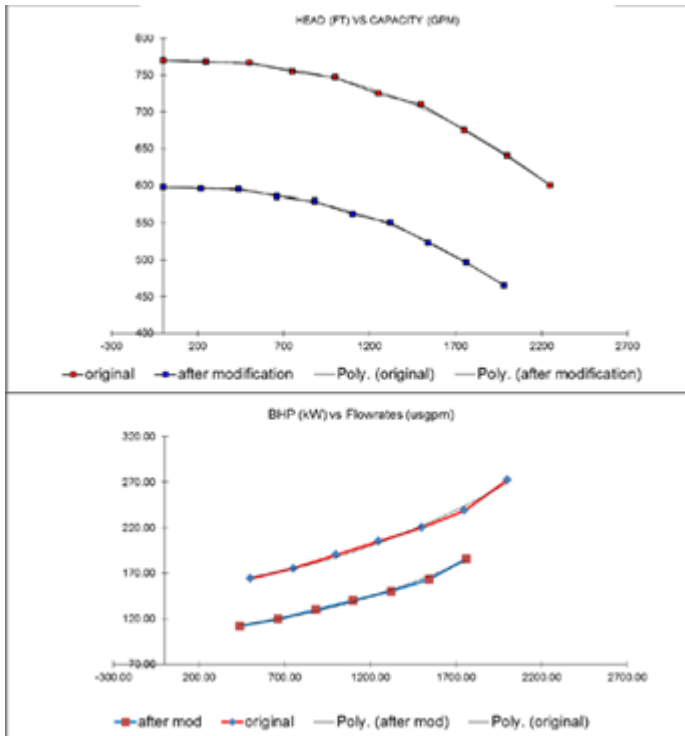 HEAD (FT) VS CAPACITY (GPM)
800
750
700
650
600
550
500
450
400
-300 200 700 1200 1700 2200 2700
original after modification Poly. (original) Poly. (after modification)
BHP (kW) vs Flowrates (usgpm)
320.00
270.00
220.00
170.00
120.00
70.00
-300.00 200.00 700.00 1200.00 1700.00 2200.00 2700.00
after mod original Poly. (after mod) Poly. (original)